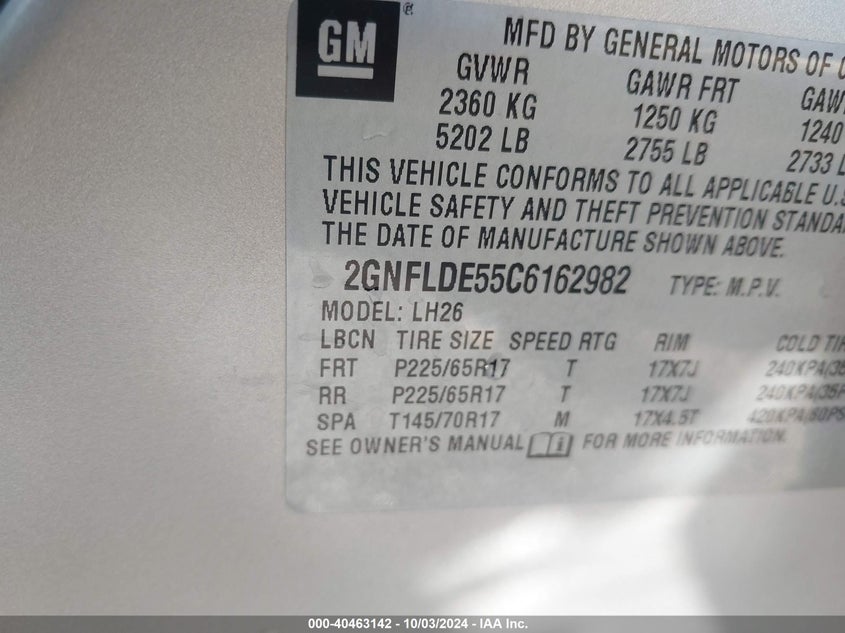 GM
MFD BY GENERAL MOTORS OF
GVWR GAWR FRT
2360 KG 1250 KG 1240
5202 LB 2755 LB 2733
THIS VEHICLE CONFORMS TO ALL APPLICABLE U.S
VEHICLE SAFETY AND THEFT PREVENTION
THE DATE OF MANUFACTURE SHOWN ABOVE.
2GNFLDE55C6162982 TYPE: M.P.V.
MODEL: LH26
LBCN TIRE SIZE SPEED RTG RIM COLD
FRT P225/65R17 T 17X7J
RR P225/65R17 T 17X7J
SPA T145/70R17 M 17X4.5T
SEE OWNER'S MANUAL FOR MORE INFORMATION.
000-40463142 - 10/03/2024 - IAA Inc.